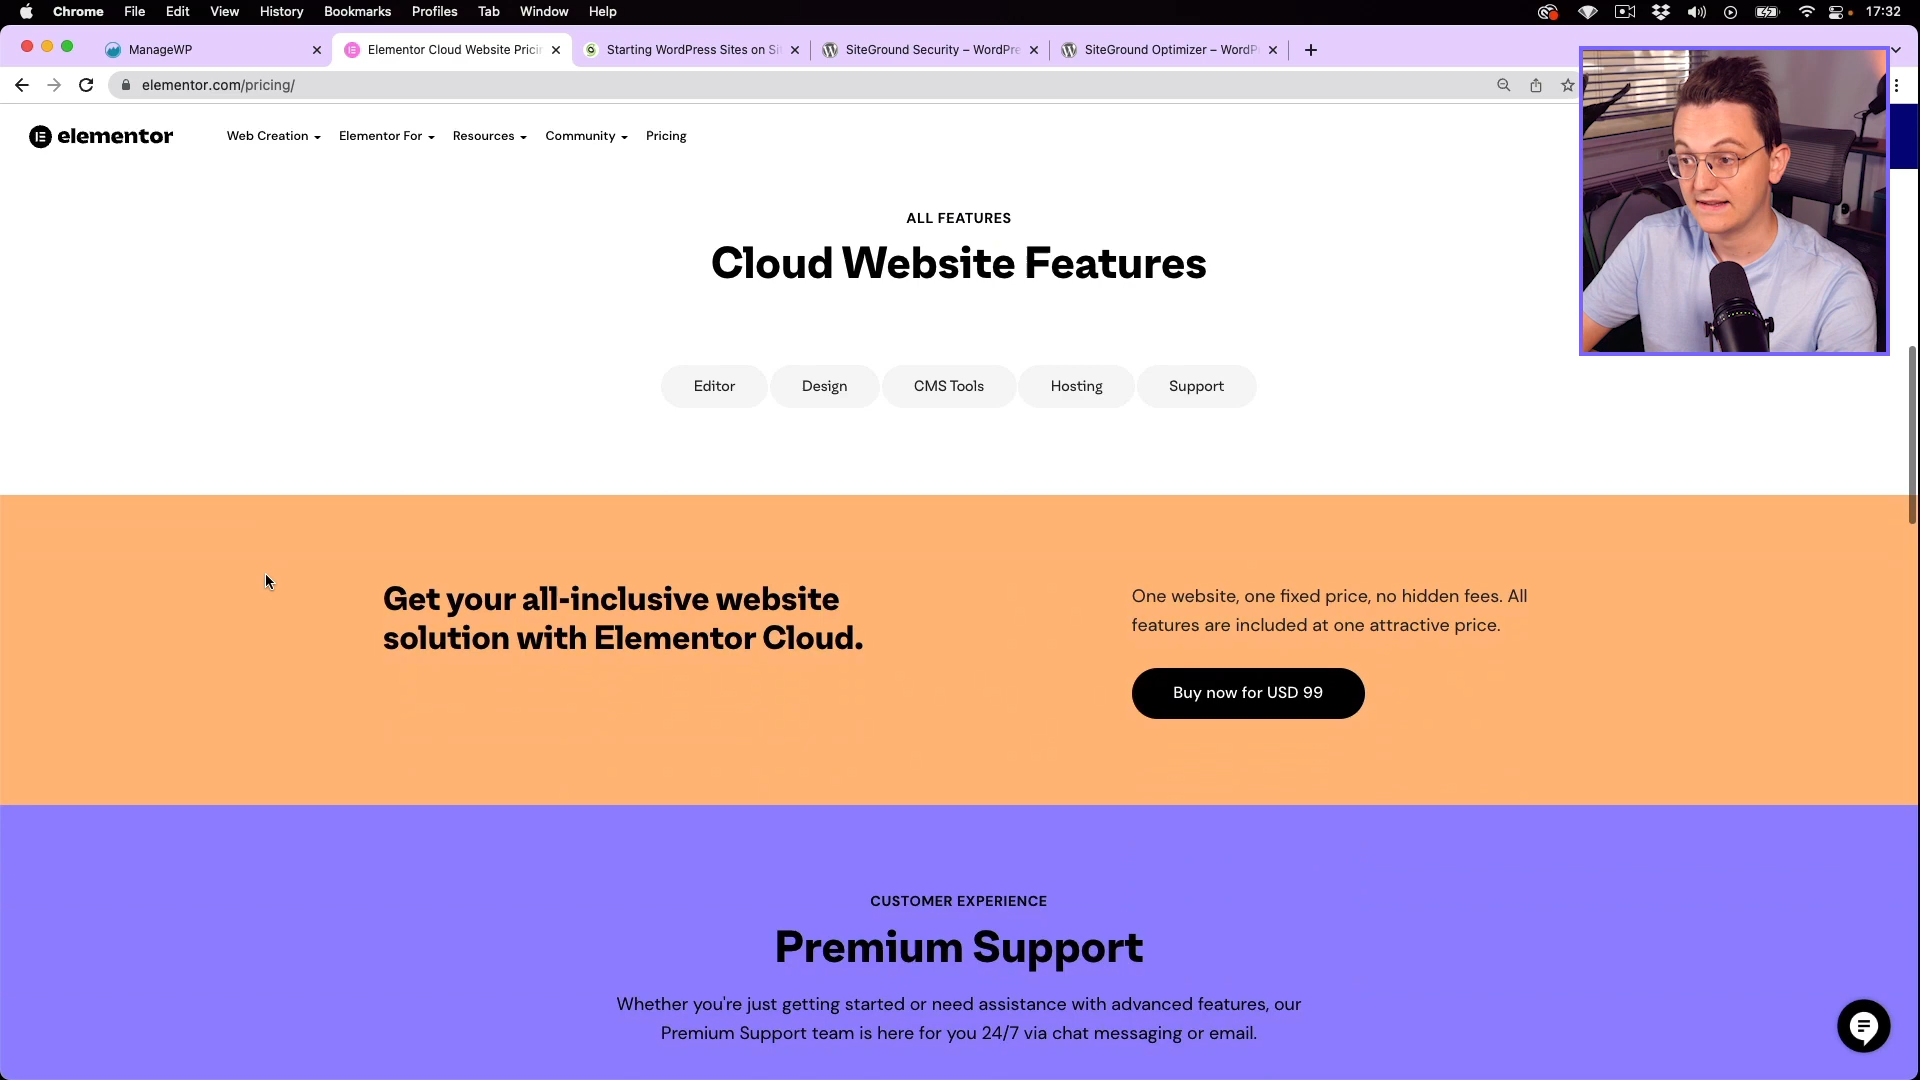 Chrome File Edit View History Bookmarks Profiles Tab Window Help 17:32
ManageWP
Elementor Cloud Website Prici
Starting WordPress Sites on Si
SiteGround Security – WordPre
SiteGround Optimizer – WordP
elementor.com/pricing/
elementor Web Creation Elementor For Resources Community Pricing
ALL FEATURES
Cloud Website Features
Editor Design CMS Tools Hosting Support
Get your all-inclusive website
solution with Elementor Cloud.
One website, one fixed price, no hidden fees. All
features are included at one attractive price.
Buy now for USD 99
CUSTOMER EXPERIENCE
Premium Support
Whether you're just getting started or need assistance with advanced features, our
Premium Support team is here for you 24/7 via chat messaging or email.